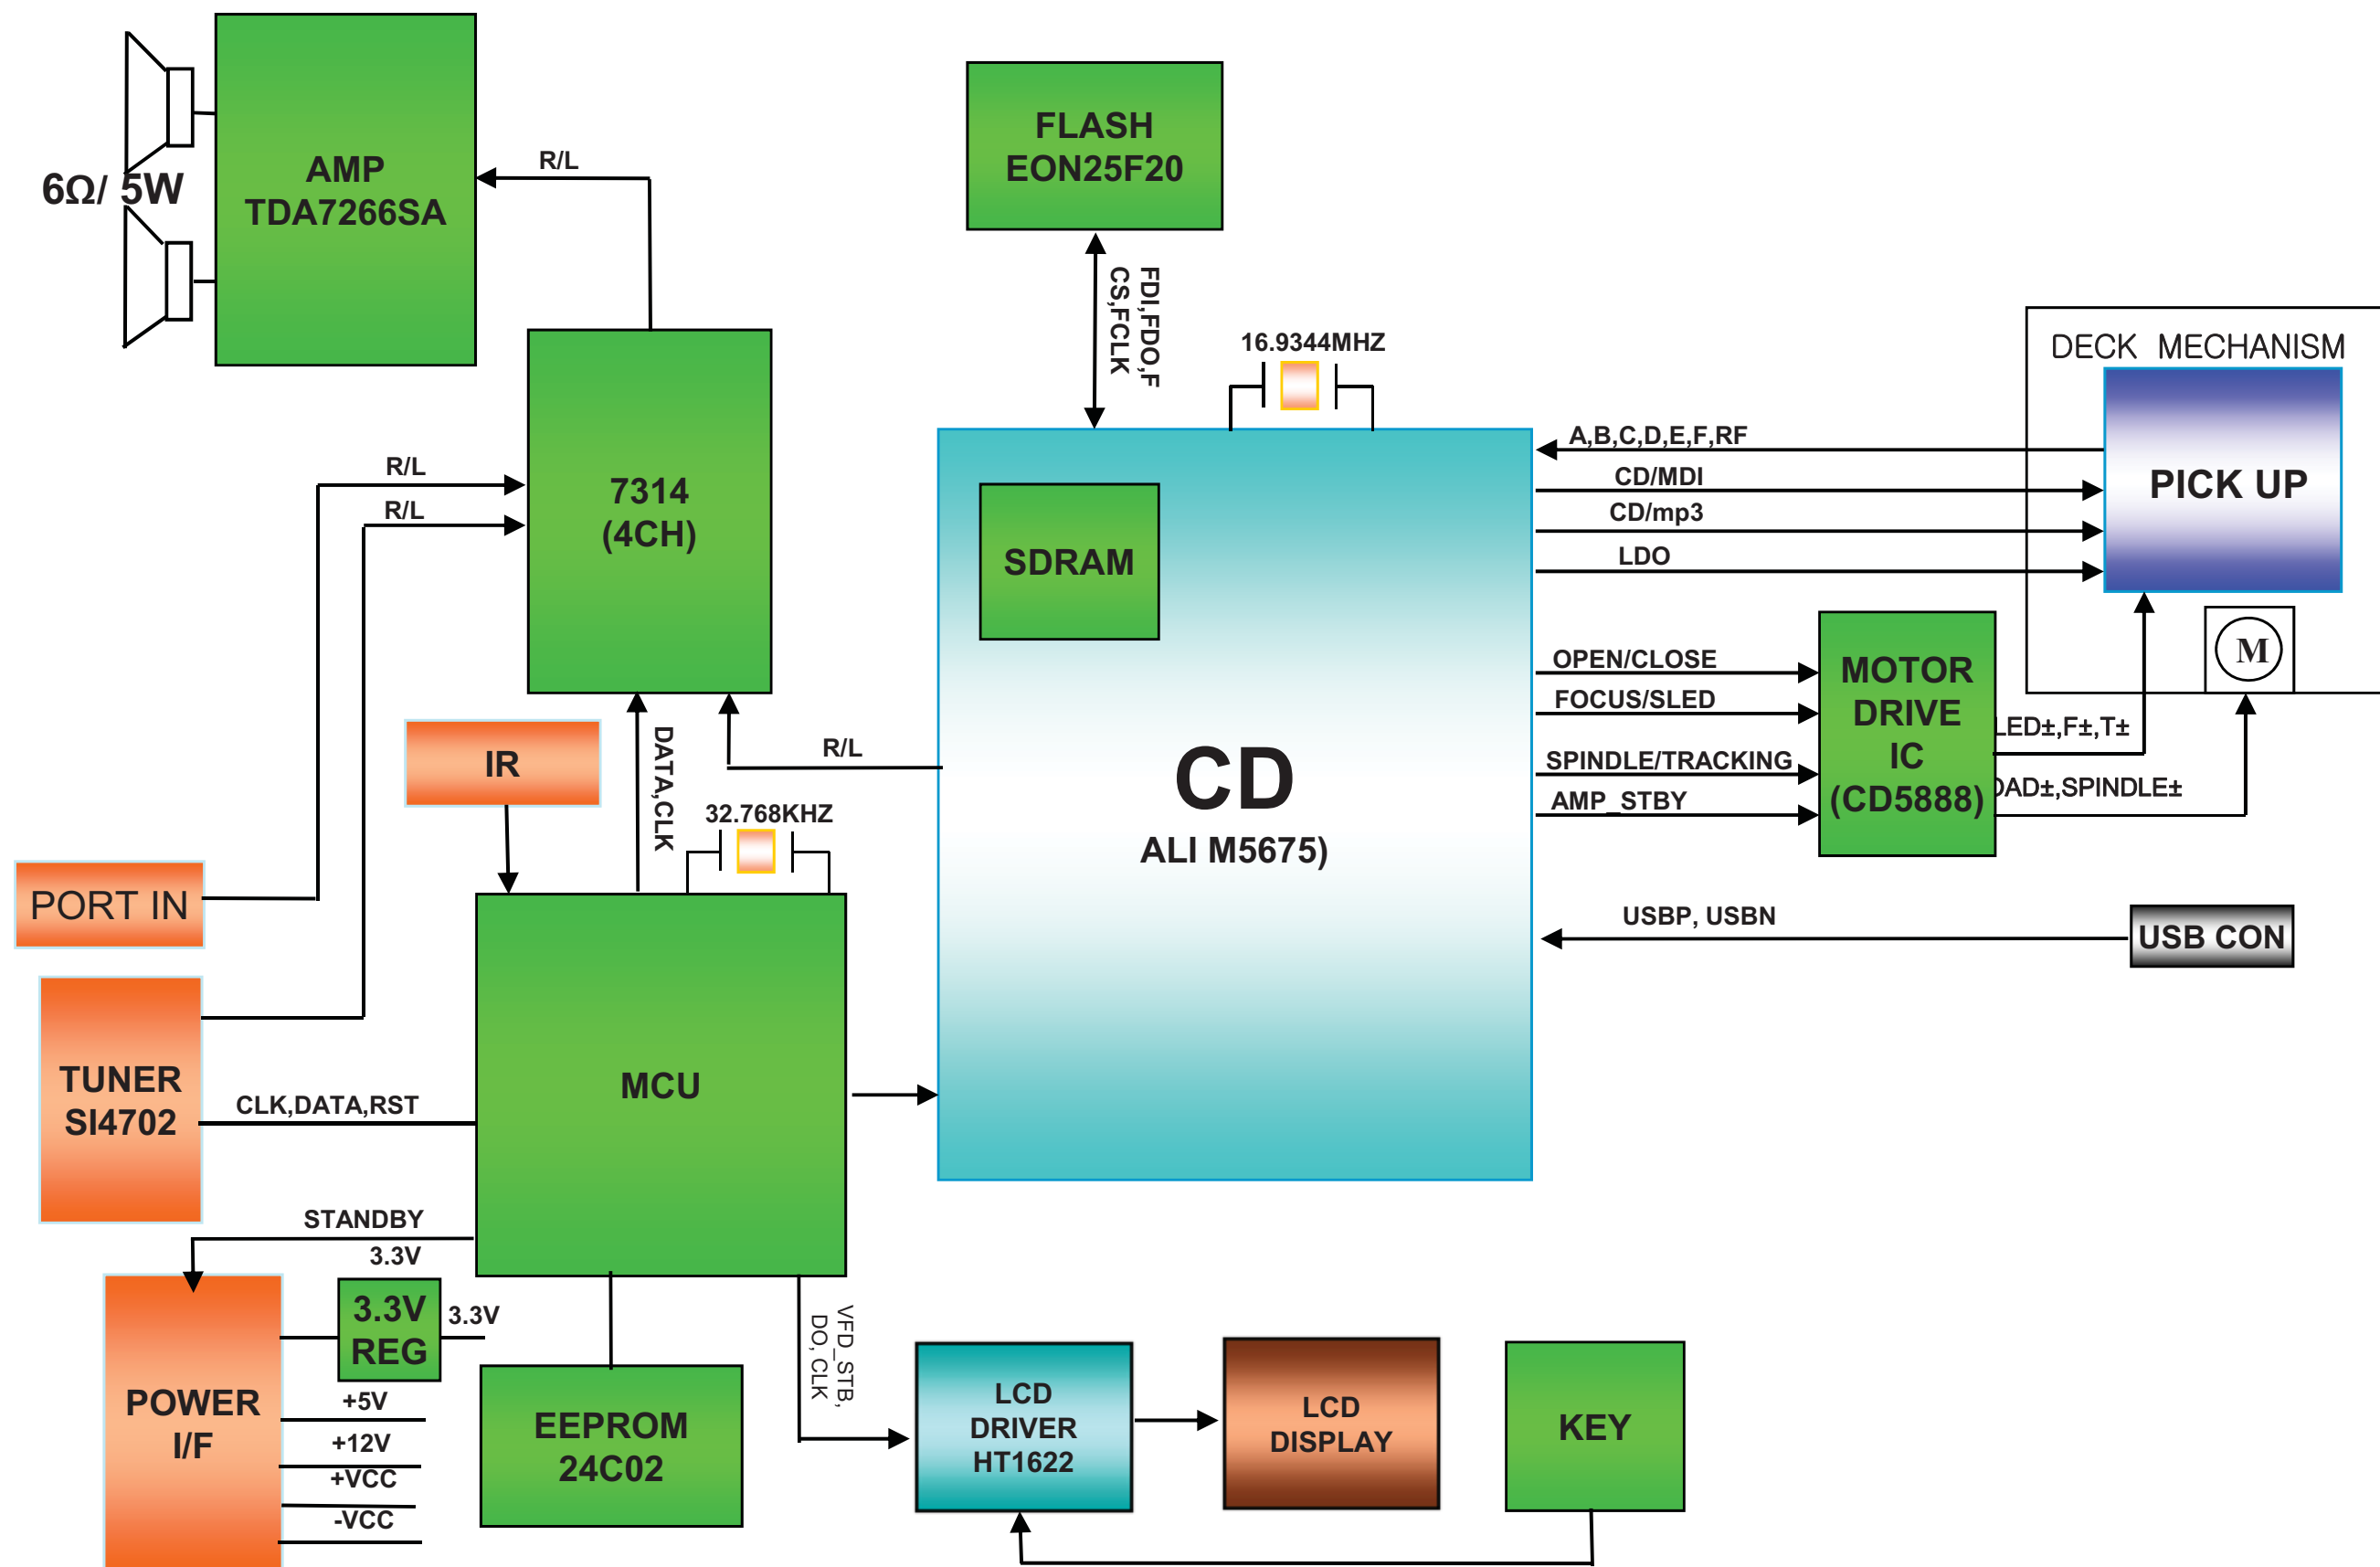 AMP
TDA7266SA
6Ω/ 5W
R/L
FLASH
EON25F20
FDI,FDO,F
CS,FCLK
16.9344MHZ
DECK MECHANISM
PICK UP
M
A,B,C,D,E,F,RF
CD/MDI
CD/mp3
LDO
R/L
R/L
7314
(4CH)
SDRAM
OPEN/CLOSE
FOCUS/SLED
SPINDLE/TRACKING
AMP_STBY
MOTOR
DRIVE
IC
(CD5888)
LED±,F±,T±
OAD±,SPINDLE±
IR
DATA,CLK
R/L
32.768KHZ
CD
ALI M5675)
PORT IN
USBP, USBN
USB CON
TUNER
SI4702
CLK,DATA,RST
MCU
STANDBY
3.3V
3.3V
REG
3.3V
POWER
I/F
+5V
+12V
+VCC
-VCC
EEPROM
24C02
VFD_STB,
DO, CLK
LCD
DRIVER
HT1622
LCD
DISPLAY
KEY